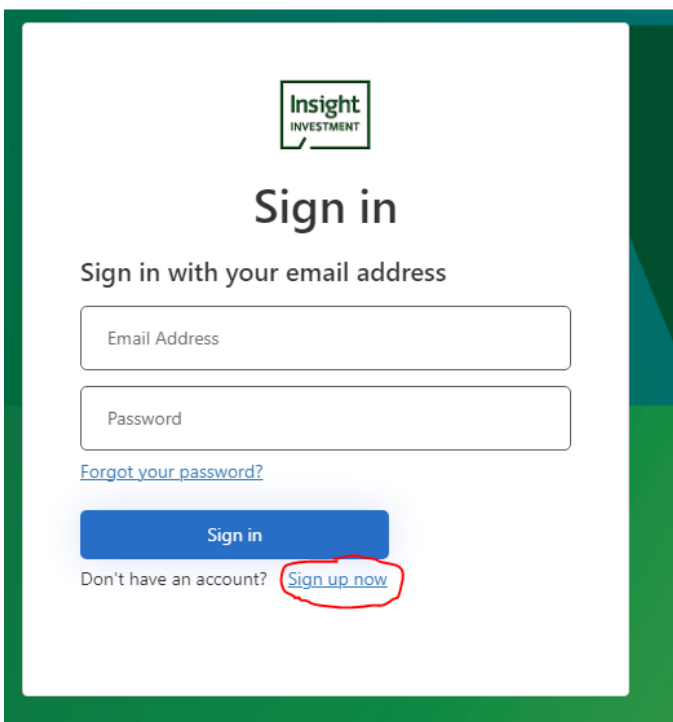 Insight
INVESTMENT
Sign in
Sign in with your email address
Email Address
Password
Forgot your password?
Sign in
Don't have an account? Sign up now